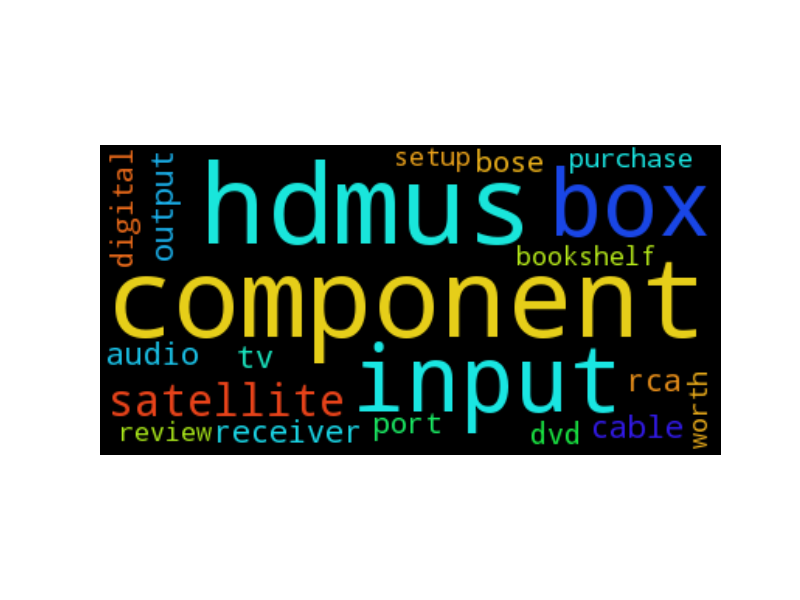 digital
output
hdmus
setup
bose
purchase
box
bookshelf
component
audio
tv
input
satellite
rca
worth
review
receiver
port
dvd
cable